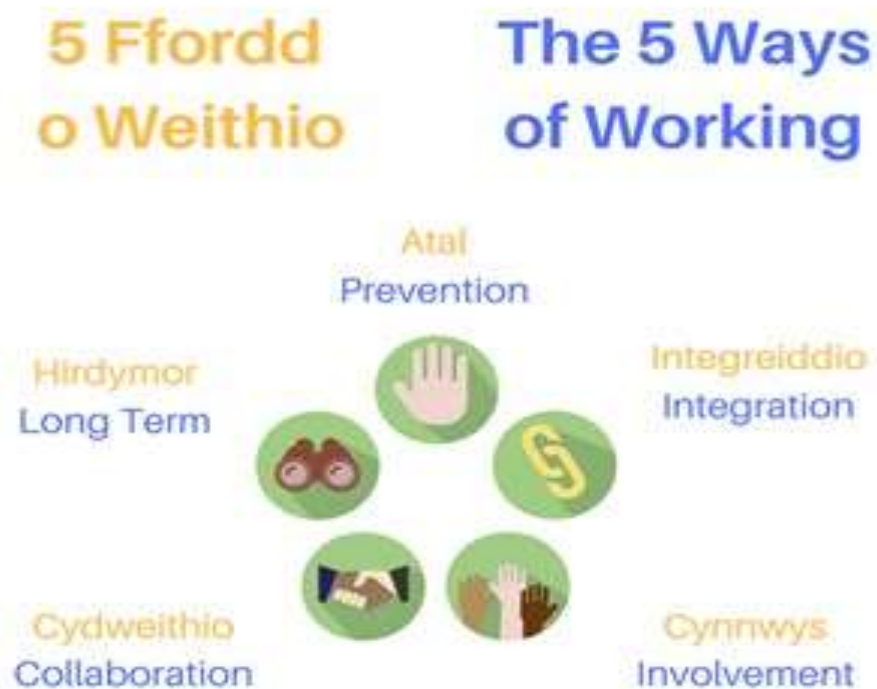 5 Ffordd
o Weithio
The 5 Ways
of Working
Atal
Prevention
Hirdymor
Long Term
Integreiddio
Integration
Cydweithio
Collaboration
Cynnwys
Involvement